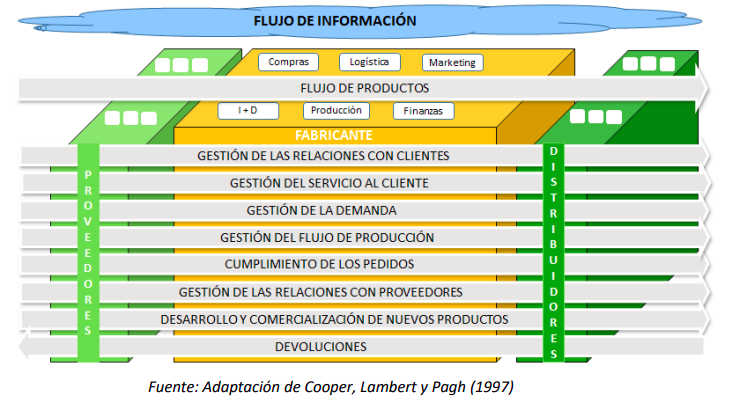 FLUJO DE INFORMACIÓN
Compras
Logística
Marketing
FLUJO DE PRODUCTOS
I + D
Producción
Finanzas
FABRICANTE
GESTIÓN DE LAS RELACIONES CON CLIENTES
GESTIÓN DEL SERVICIO AL CLIENTE
GESTIÓN DE LA DEMANDA
GESTIÓN DEL FLUJO DE PRODUCCIÓN
CUMPLIMIENTO DE LOS PEDIDOS
GESTIÓN DE LAS RELACIONES CON PROVEEDORES
DESARROLLO Y COMERCIALIZACIÓN DE NUEVOS PRODUCTOS
DEVOLUCIONES
PROVEEDORES
DISTRIBUIDORES
Fuente: Adaptación de Cooper, Lambert y Pagh (1997)